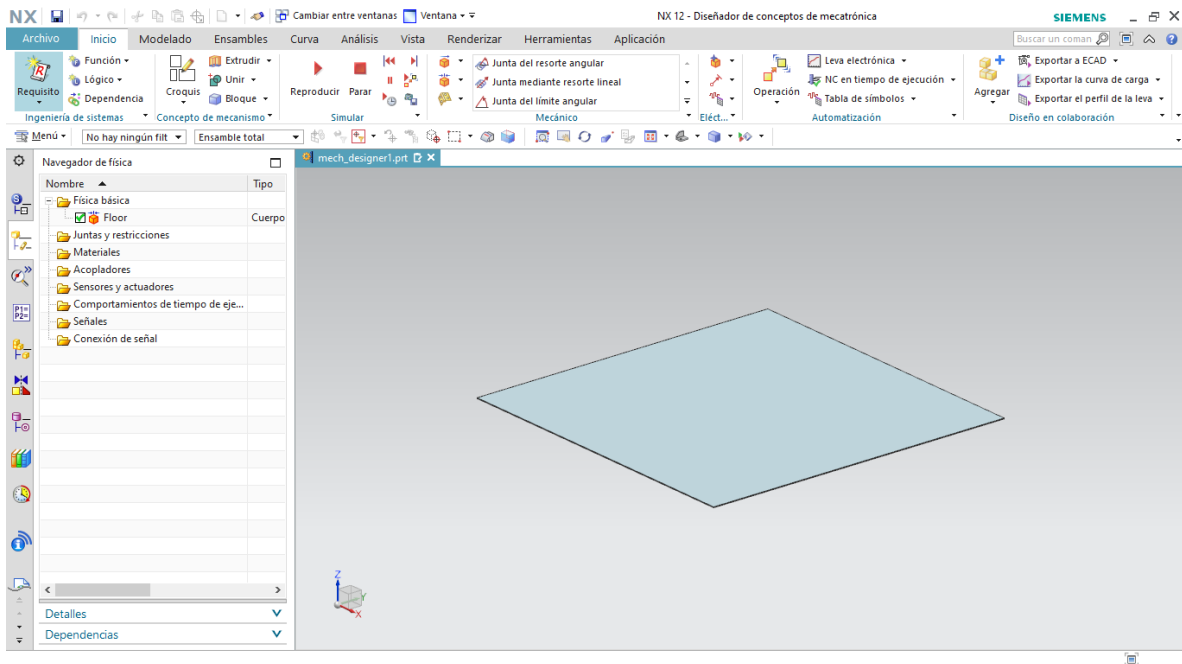 NX Cambiar entre ventanas Ventana NX 12 - Diseñador de conceptos de mecatrónica SIEMENS
Archivo Inicio Modelado Ensambles Curva Análisis Vista Renderizar Herramientas Aplicación Buscar un coman
Requisito Función Lógico Dependencia
Ingeniería de sistemas
Croquis Extrudir Unir Bloque
Concepto de mecanismo
Reproducir Parar
Simular
Junta del resorte angular
Junta mediante resorte lineal
Junta del límite angular
Mecánico
Eléct...
Operación Leva electrónica
NC en tiempo de ejecución
Tabla de símbolos
Automatización
Agregar Exportar a ECAD
Exportar la curva de carga
Exportar el perfil de la leva
Diseño en colaboración
Menú No hay ningún filt Ensamble total
Navegador de física
mech_designer1.prt
Nombre Tipo
Física básica
Floor Cuerpo
Juntas y restricciones
Materiales
Acopladores
Sensores y actuadores
Comportamientos de tiempo de eje...
Señales
Conexión de señal
P1=
P2=
Z
Y
X
Detalles
Dependencias